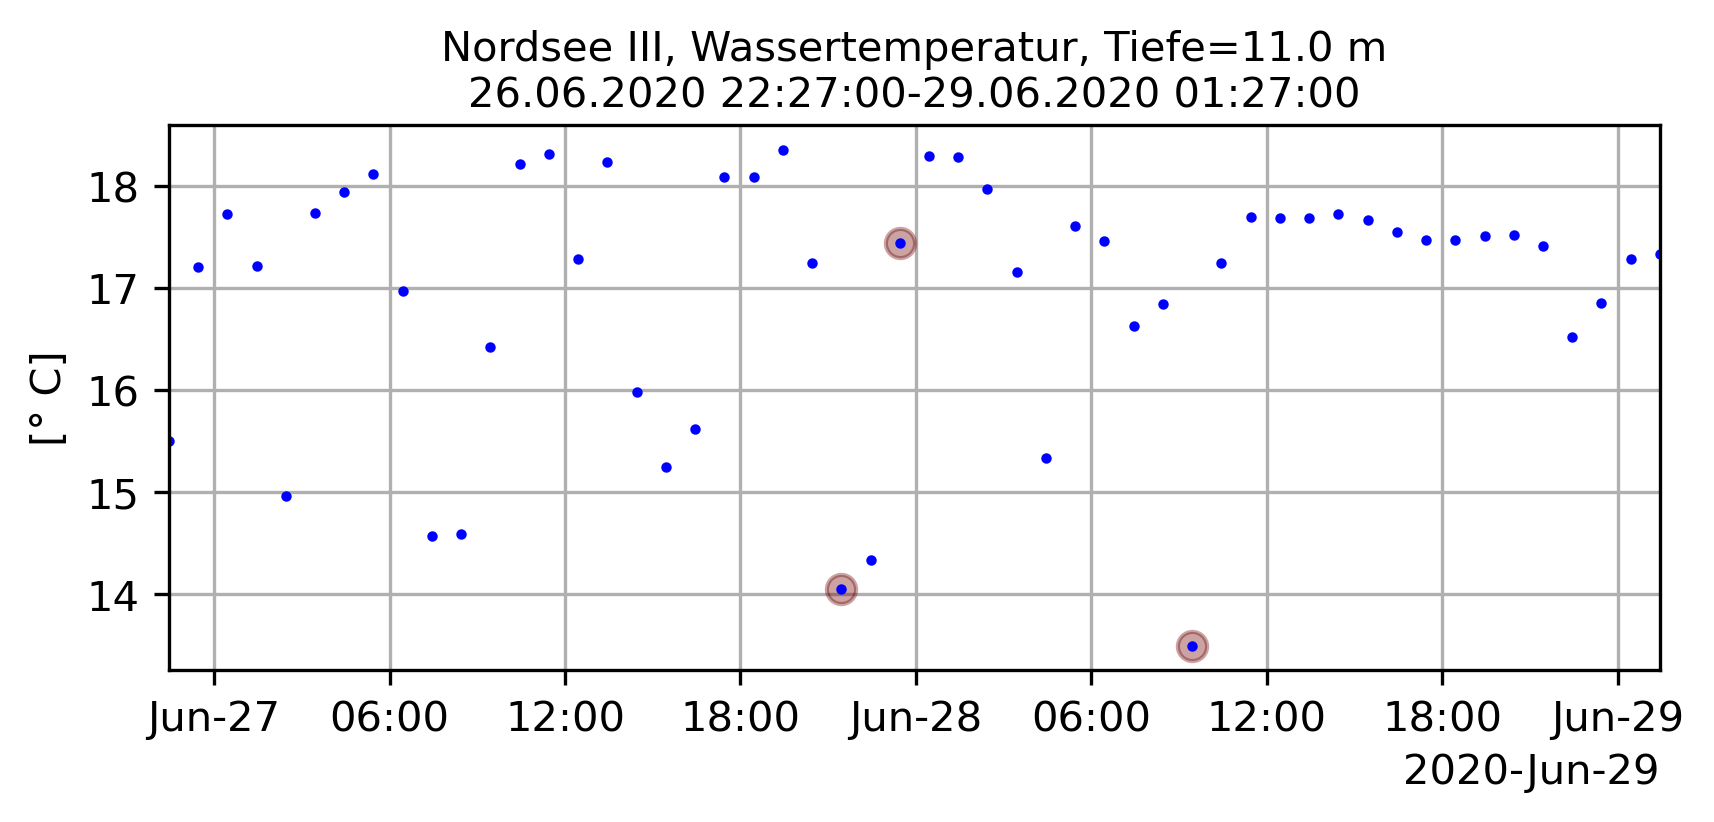 Nordsee III, Wassertemperatur, Tiefe=11.0 m
26.06.2020 22:27:00-29.06.2020 01:27:00
18
17
16
15
14
[° C]
Jun-27 06:00 12:00 18:00 Jun-28 06:00 12:00 18:00 Jun-29
2020-Jun-29